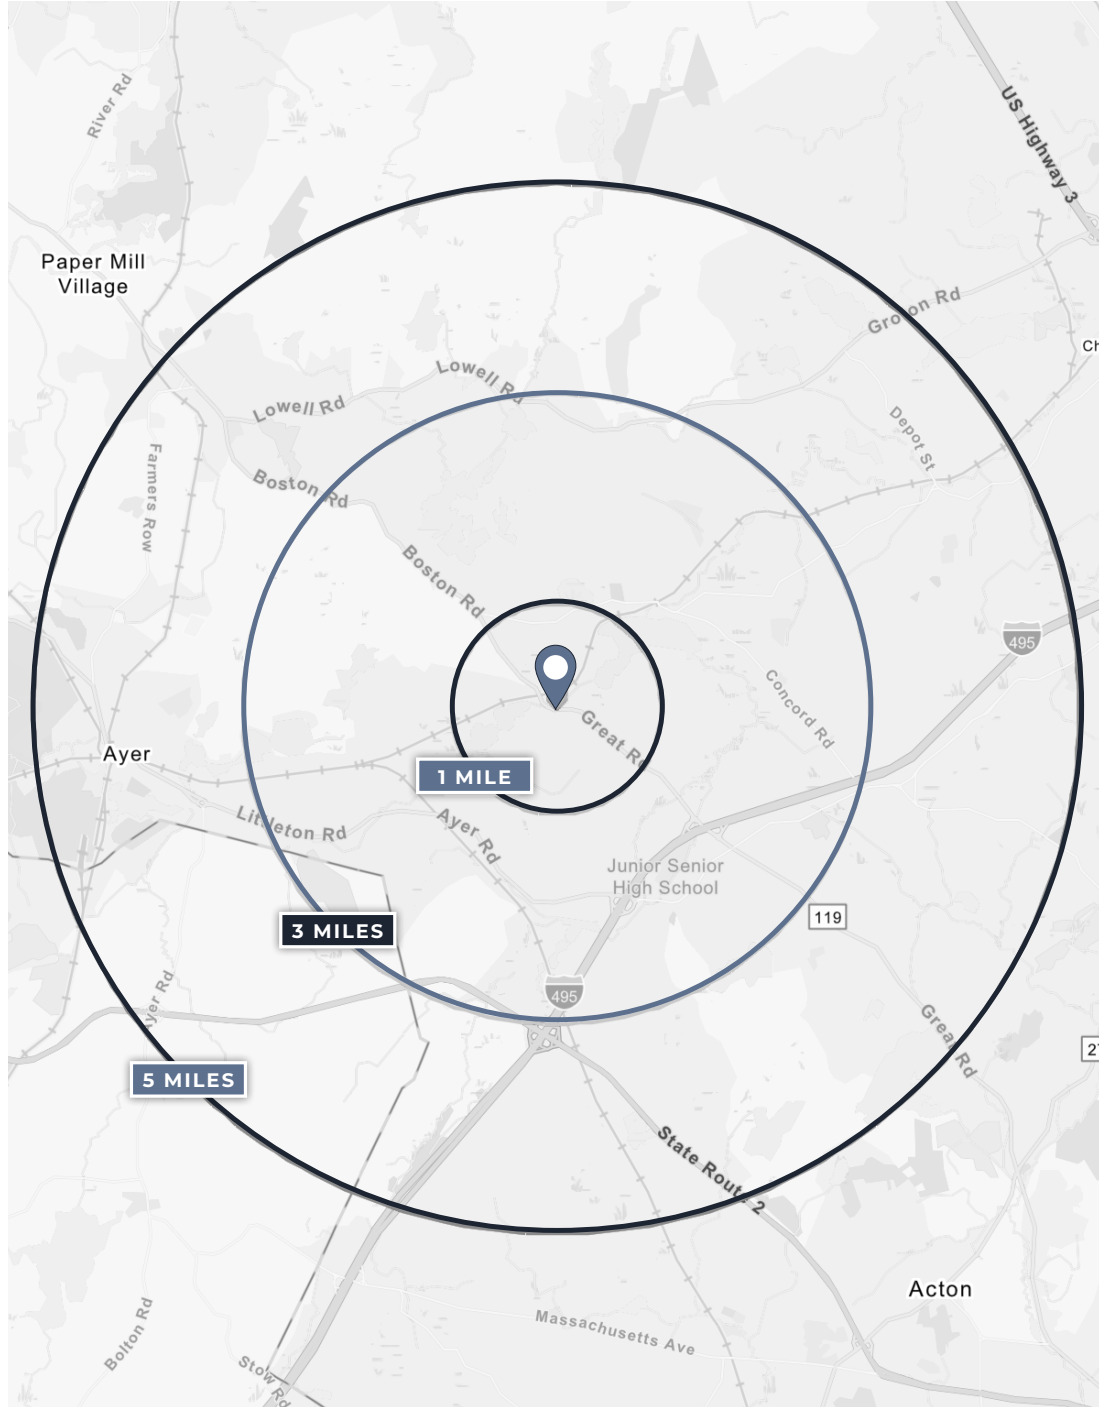 River Rd
US Highway 3
Paper Mill
Village
Groton Rd
Ch
Lowell Rd
Lowell Rd
Depot St
Farmers Row
Boston Rd
Boston Rd
495
Concord Rd
Great Rd
Ayer
1 MILE
Littleton Rd
Ayer Rd
Junior Senior
High School
119
3 MILES
495
Ayer Rd
Great Rd
27
5 MILES
State Route 2
Acton
Massachusetts Ave
Bolton Rd
Stow Rd